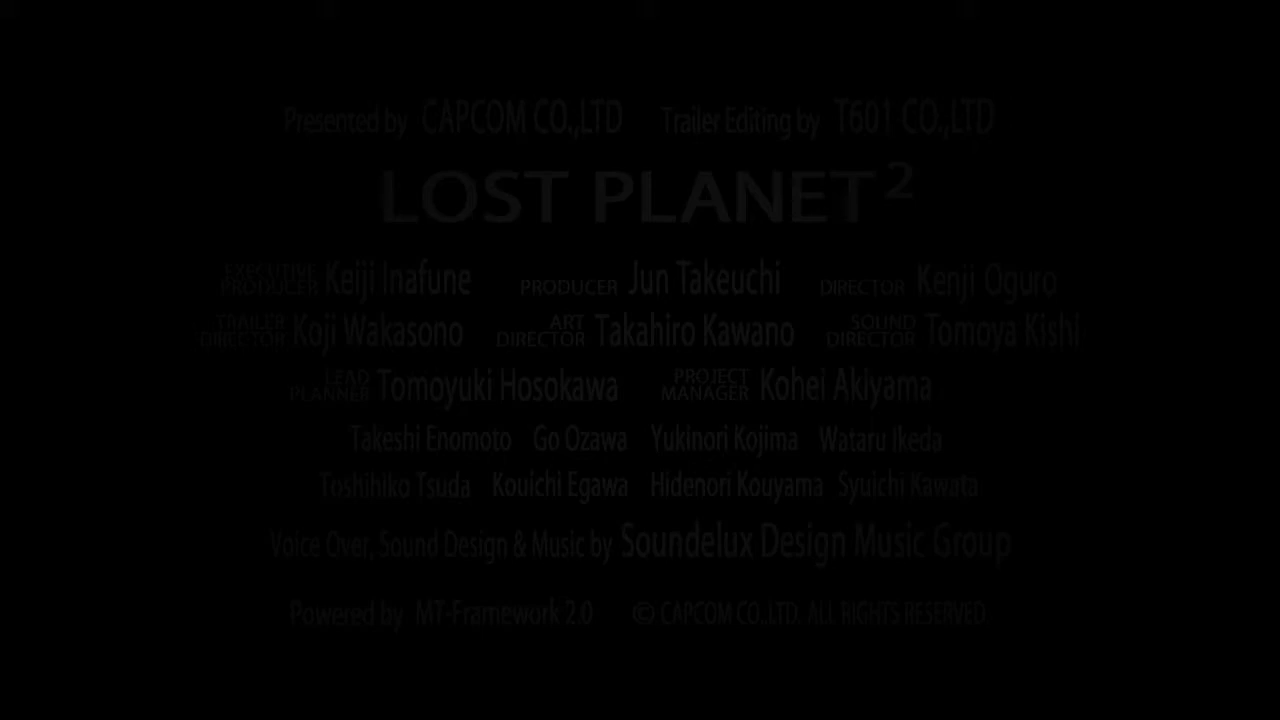 Presented by CAPCOM CO.,LTD Trailer Editing by T601 CO.,LTD
LOST PLANET 2
EXECUTIVE PRODUCER Keiji Inafune PRODUCER Jun Takeuchi DIRECTOR Kenji Oguro
TRAILER DIRECTOR Koji Wakasono ART DIRECTOR Takahiro Kawano SOUND DIRECTOR Tomoya Kishi
LEAD PLANNER Tomoyuki Hosokawa PROJECT MANAGER Kohei Akiyama
Takeshi Enomoto Go Ozawa Yukinori Kojima Wataru Ikeda
Toshihiko Tsuda Kouichi Egawa Hidenori Kouyama Syuichi Kawata
Voice Over, Sound Design & Music by Soundelux Design Music Group
Powered by MT-Framework 2.0 © CAPCOM CO.,LTD. ALL RIGHTS RESERVED.